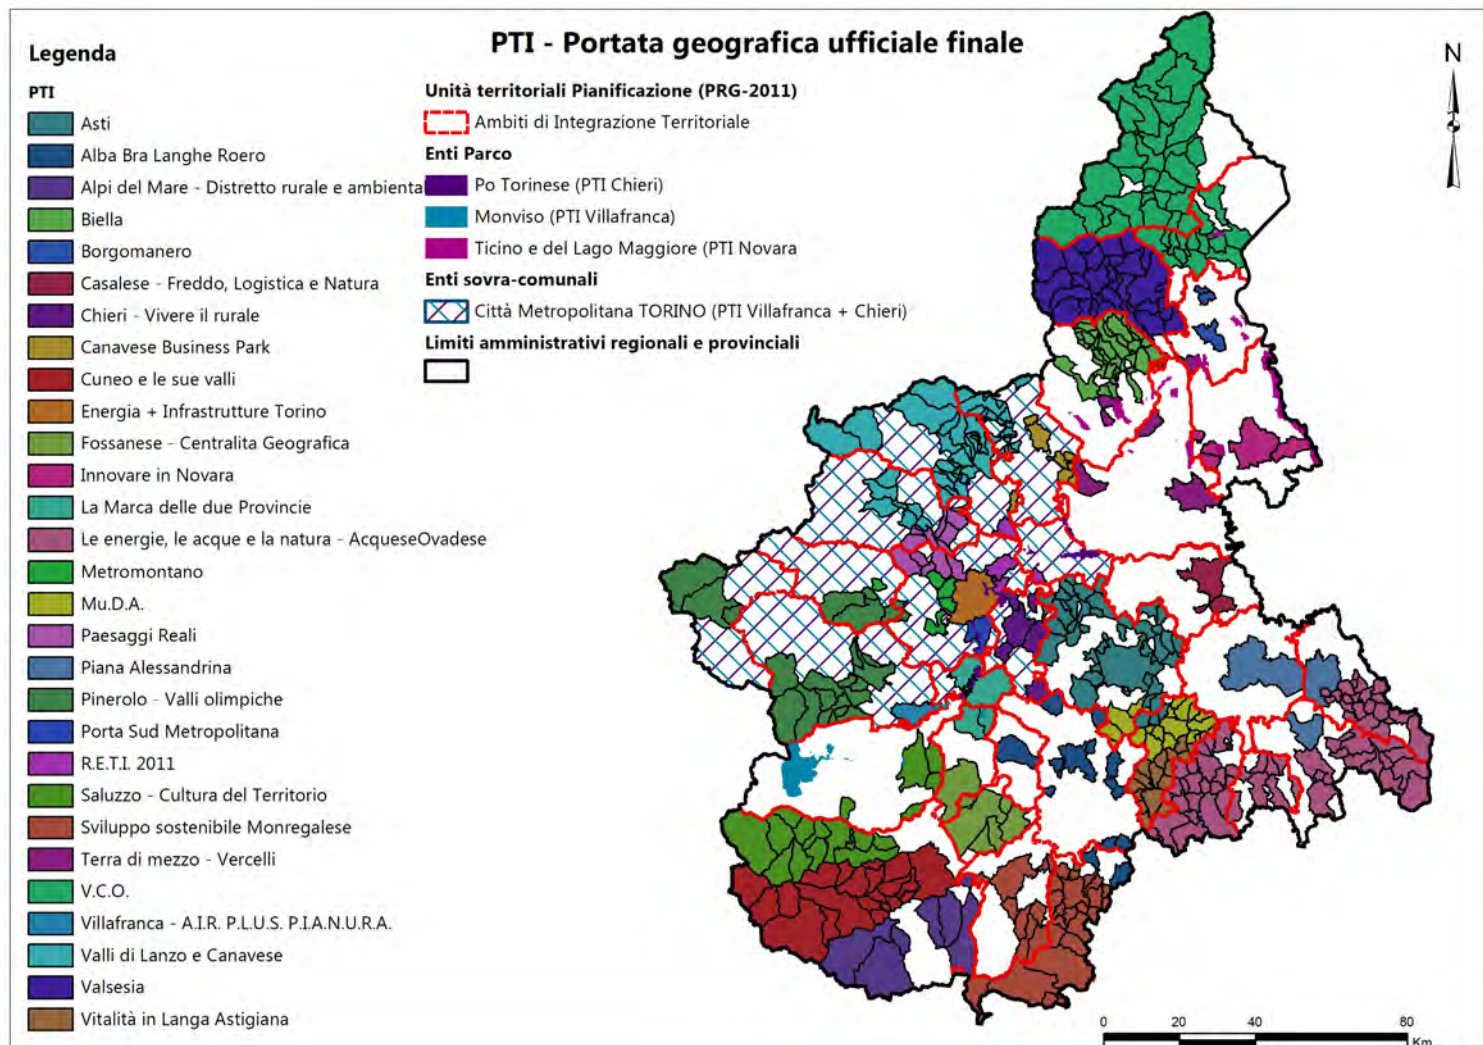 PTI - Portata geografica ufficiale finale
Legenda
PTI
Asti
Alba Bra Langhe Roero
Alpi del Mare - Distretto rurale e ambienta
Biella
Borgomanero
Casalese - Freddo, Logistica e Natura
Chieri - Vivere il rurale
Canavese Business Park
Cuneo e le sue valli
Energia + Infrastrutture Torino
Fossanese - Centralita Geografica
Innovare in Novara
La Marca delle due Provincie
Le energie, le acque e la natura - AcqueseOvadese
Metromontano
Mu.D.A.
Paesaggi Reali
Piana Alessandrina
Pinerolo - Valli olimpiche
Porta Sud Metropolitana
R.E.T.I. 2011
Saluzzo - Cultura del Territorio
Sviluppo sostenibile Monregalese
Terra di mezzo - Vercelli
V.C.O.
Villafranca - A.I.R. P.L.U.S. P.I.A.N.U.R.A.
Valli di Lanzo e Canavese
Valsesia
Vitalità in Langa Astigiana
Unità territoriali Pianificazione (PRG-2011)
Ambiti di Integrazione Territoriale
Enti Parco
Po Torinese (PTI Chieri)
Monviso (PTI Villafranca)
Ticino e del Lago Maggiore (PTI Novara
Enti sovra-comunali
Città Metropolitana TORINO (PTI Villafranca + Chieri)
Limiti amministrativi regionali e provinciali
N
0 20 40 80
Km